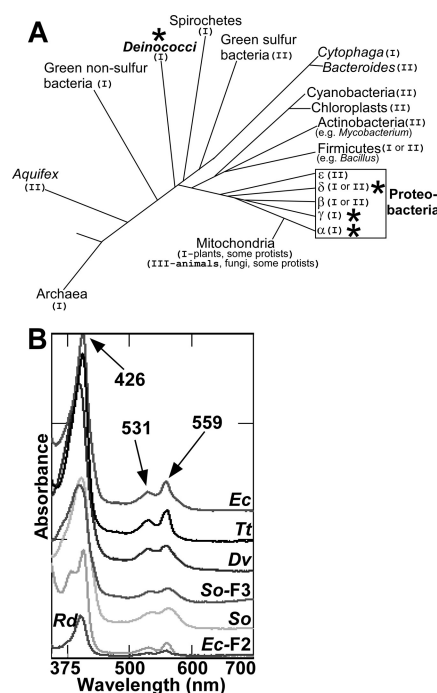 A
Spirochetes
(I)
*
Deinococci
(I)
Green sulfur
bacteria (II)
Green non-sulfur
bacteria (I)
Cytophaga (I)
Bacteroides (II)
Cyanobacteria (II)
Chloroplasts (II)
Actinobacteria (II)
(e.g. Mycobacterium)
Firmicutes (I or II)
(e.g. Bacillus)
Aquifex
(II)
ε (III)
δ (I or II) *
β (I or II)
γ (I) *
α (I) *
Proteo-
bacteria
Mitochondria
(I-plants, some protists)
(III-animals, fungi, some protists)
Archaea
(I)
B
426
531
559
Absorbance
Ec
Tt
Dv
So-F3
So
Rd
Ec-F2
375 500 600 700
Wavelength (nm)